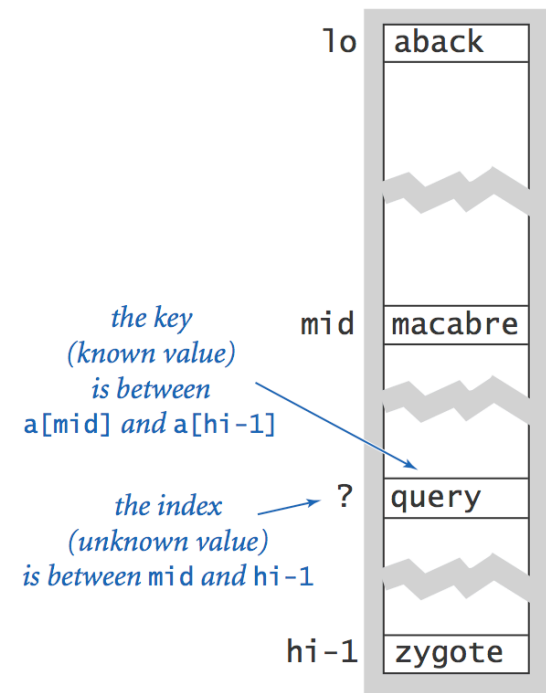 lo aback
mid macabre
the key
(known value)
is between
a[mid] and a[hi-1]
? query
the index
(unknown value)
is between mid and hi-1
hi-1 zygote